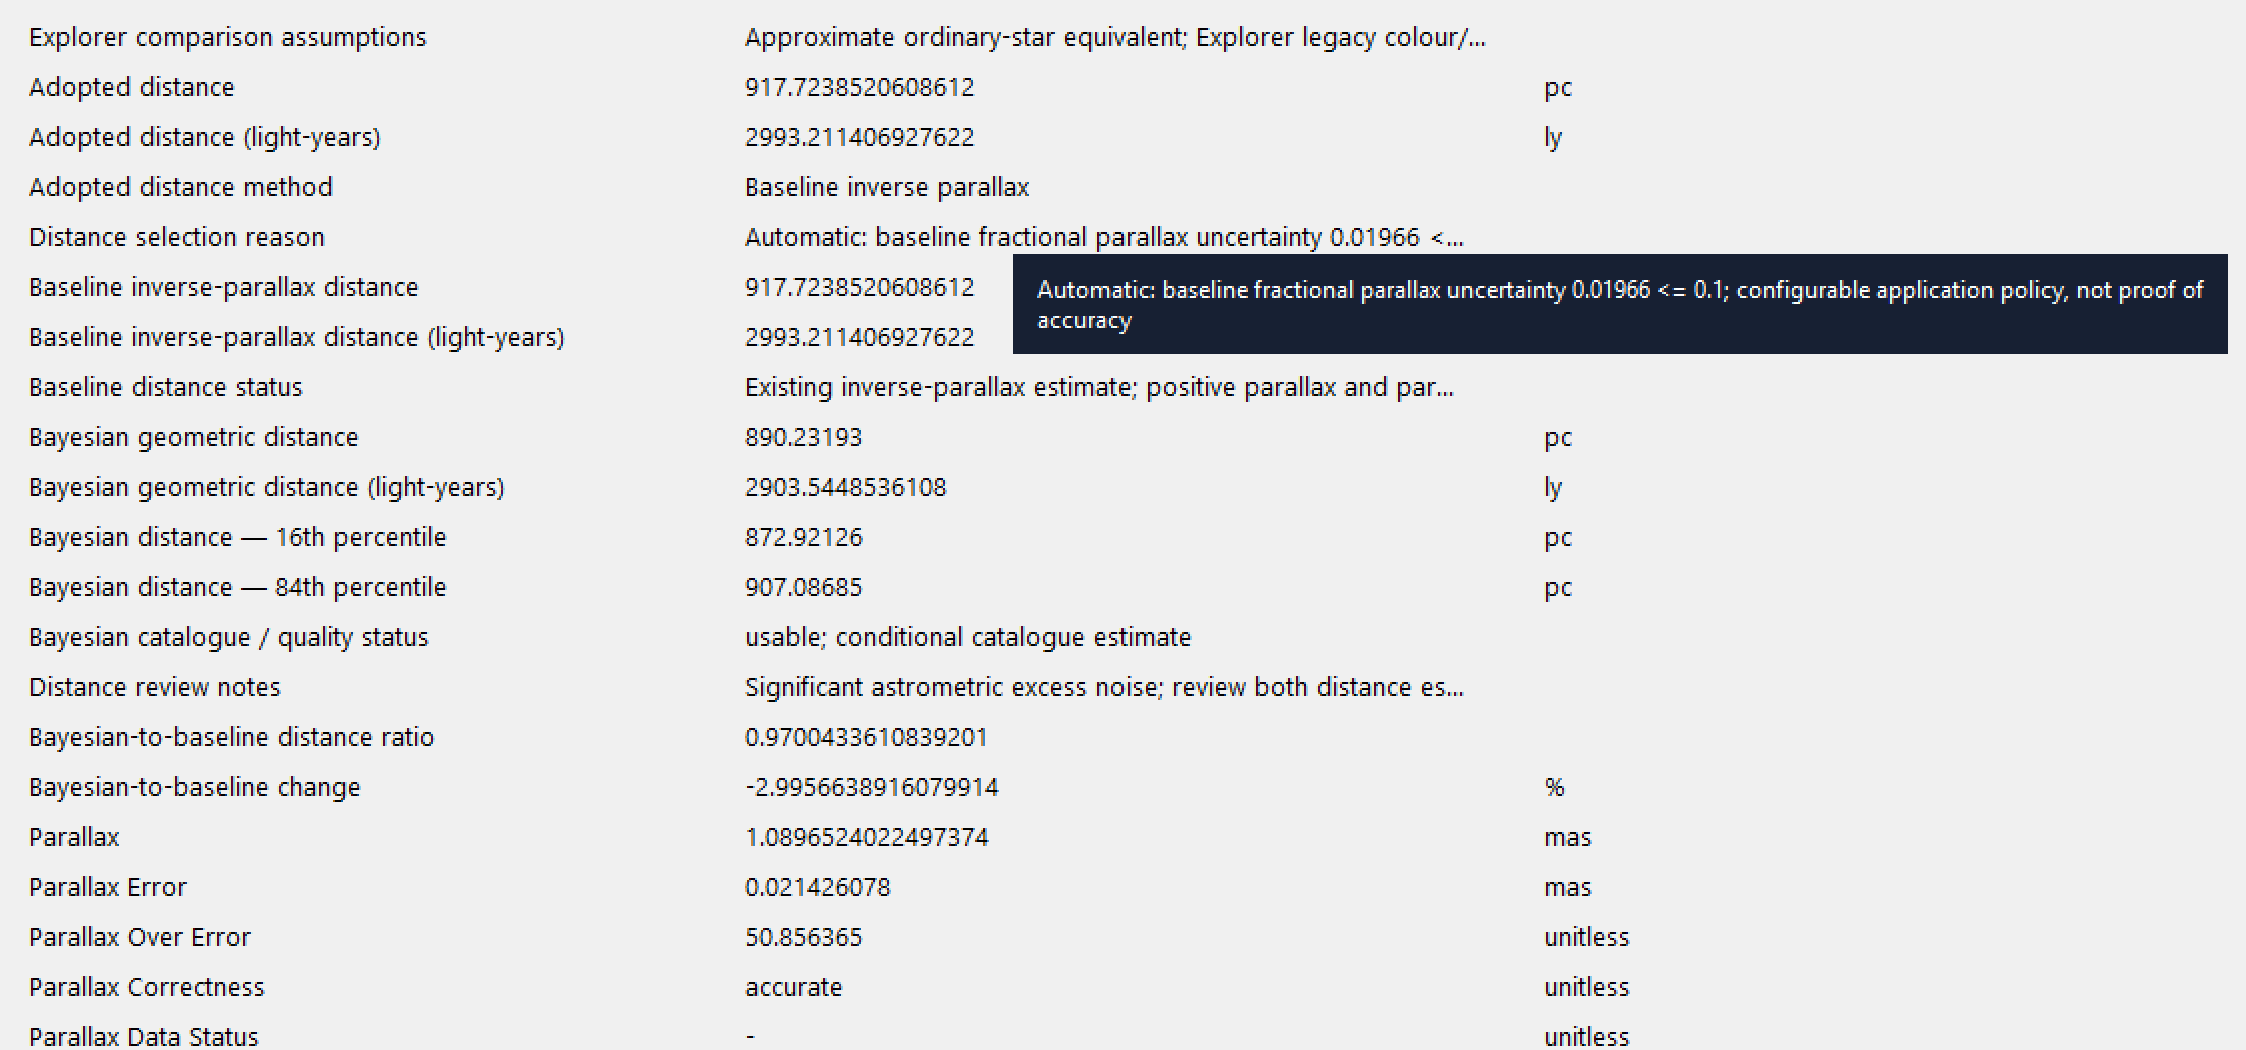 Explorer comparison assumptions Approximate ordinary-star equivalent; Explorer legacy colour/...
Adopted distance 917.7238520608612 pc
Adopted distance (light-years) 2993.211406927622 ly
Adopted distance method Baseline inverse parallax
Distance selection reason Automatic: baseline fractional parallax uncertainty 0.01966 <...
Baseline inverse-parallax distance 917.7238520608612
Automatic: baseline fractional parallax uncertainty 0.01966 <= 0.1; configurable application policy, not proof of
accuracy
Baseline inverse-parallax distance (light-years) 2993.211406927622
Baseline distance status Existing inverse-parallax estimate; positive parallax and par...
Bayesian geometric distance 890.23193 pc
Bayesian geometric distance (light-years) 2903.5448536108 ly
Bayesian distance — 16th percentile 872.92126 pc
Bayesian distance — 84th percentile 907.08685 pc
Bayesian catalogue / quality status usable; conditional catalogue estimate
Distance review notes Significant astrometric excess noise; review both distance es...
Bayesian-to-baseline distance ratio 0.9700433610839201
Bayesian-to-baseline change -2.9956638916079914 %
Parallax 1.0896524022497374 mas
Parallax Error 0.021426078 mas
Parallax Over Error 50.856365 unitless
Parallax Correctness accurate unitless
Parallax Data Status - unitless